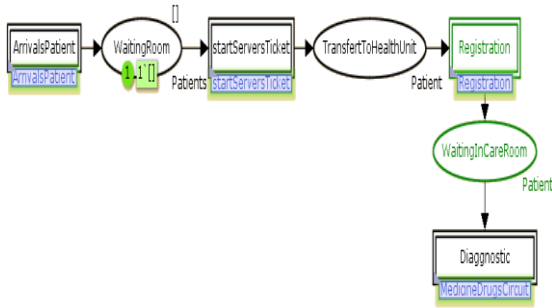 []
ArrivalsPatient
WaitingRoom
startServersTicket
TransfertToHealthUnit
Registration
ArrivalsPatient
1
1`[]
Patients
startServersTicket
Patient
Registration
WaitingInCareRoom
Patient
Diaggnostic
MedicineDrugsCircuit